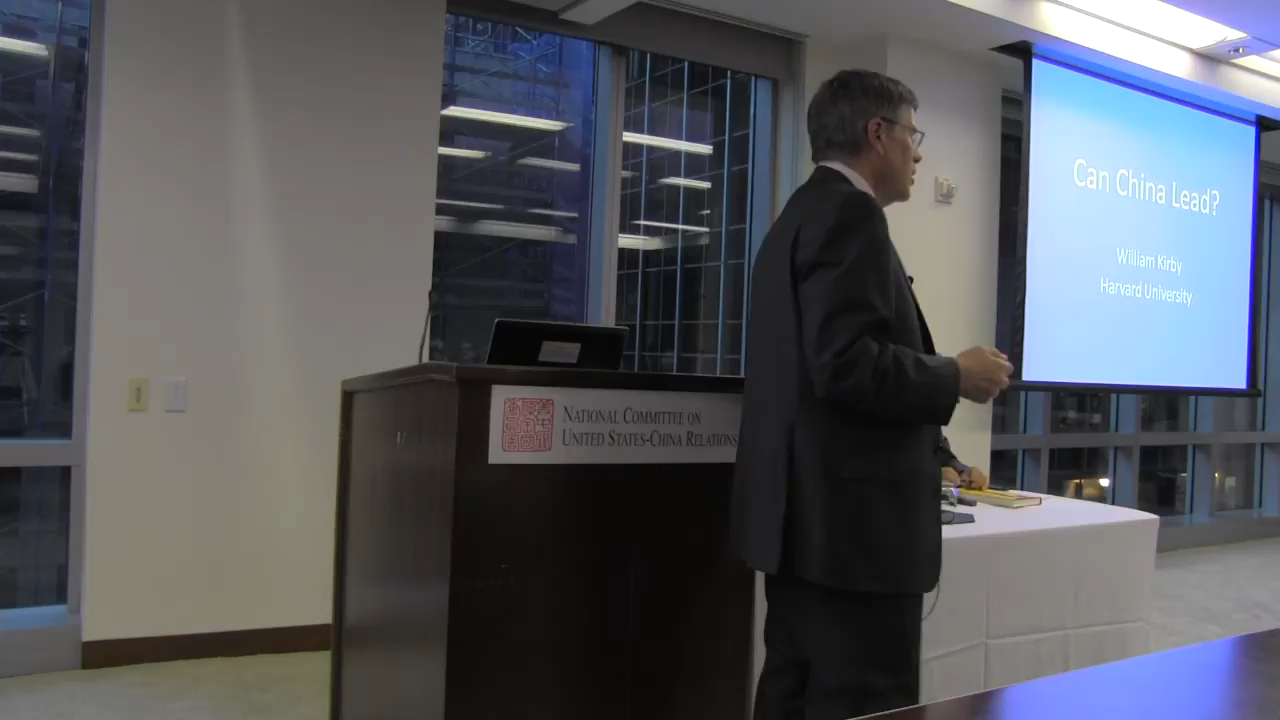 Can China Lead?
William Kirby
Harvard University
National Committee on
United States-China Relations